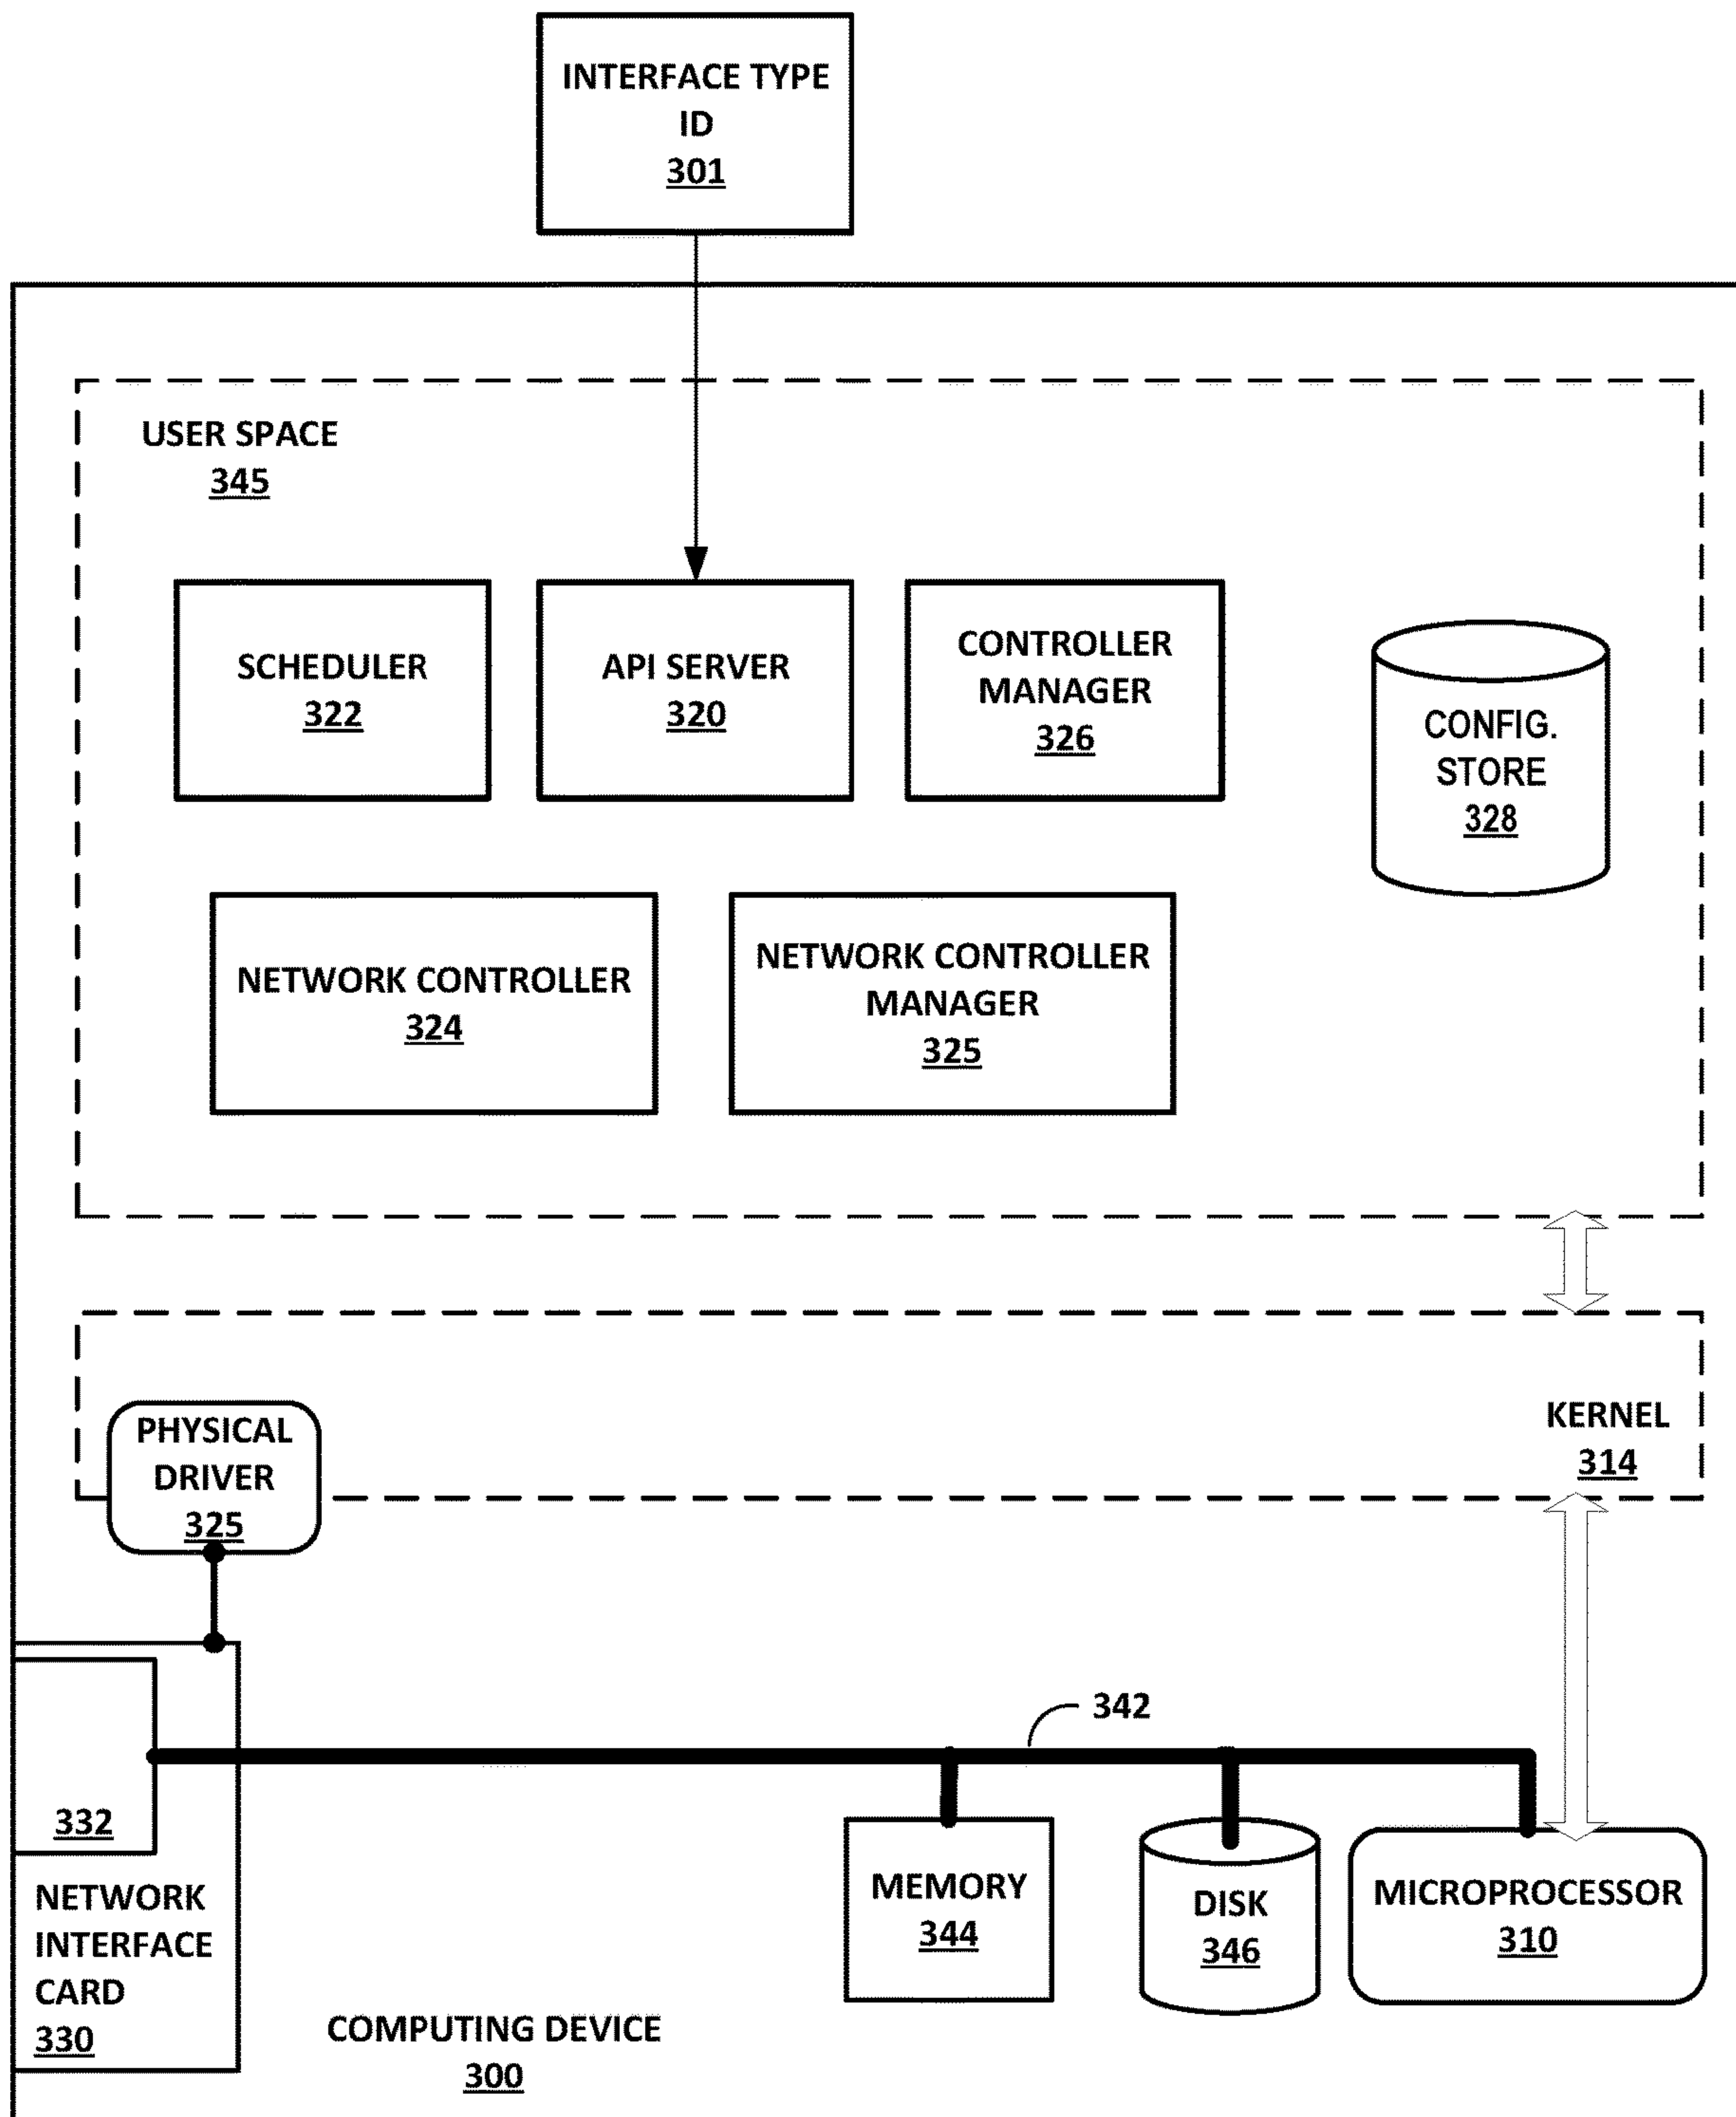 INTERFACE TYPE
ID
301
USER SPACE
345
SCHEDULER
322
API SERVER
320
CONTROLLER
MANAGER
326
CONFIG.
STORE
328
NETWORK CONTROLLER
324
NETWORK CONTROLLER
MANAGER
325
PHYSICAL
DRIVER
325
KERNEL
314
342
332
NETWORK
INTERFACE
CARD
330
MEMORY
344
DISK
346
MICROPROCESSOR
310
COMPUTING DEVICE
300